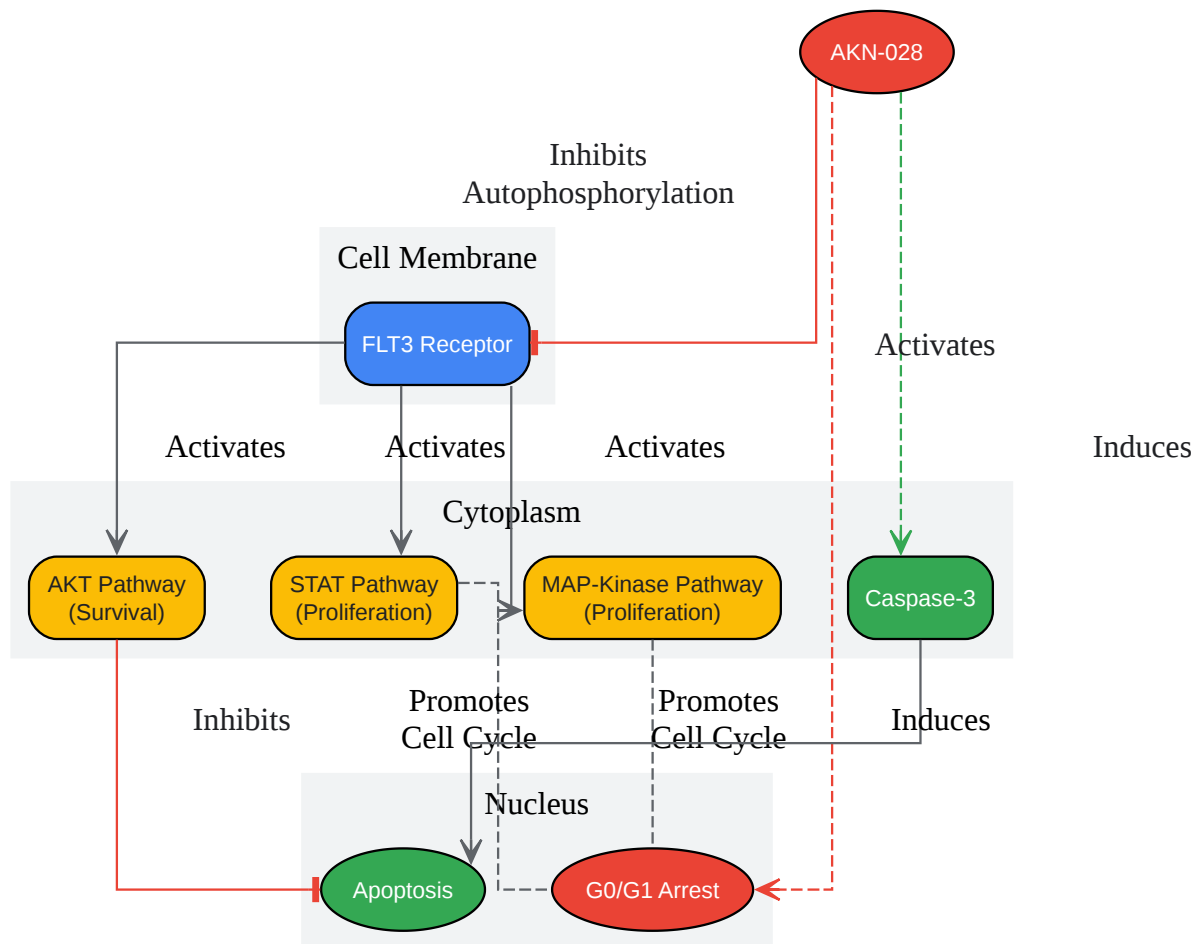 AKN-028
Inhibits
Autophosphorylation
Cell Membrane
FLT3 Receptor
Activates
Activates
Activates
Activates
Induces
Cytoplasm
AKT Pathway
(Survival)
STAT Pathway
(Proliferation)
MAP-Kinase Pathway
(Proliferation)
Caspase-3
Inhibits
Promotes
Cell Cycle
Promotes
Cell Cycle
Induces
Nucleus
Apoptosis
G0/G1 Arrest